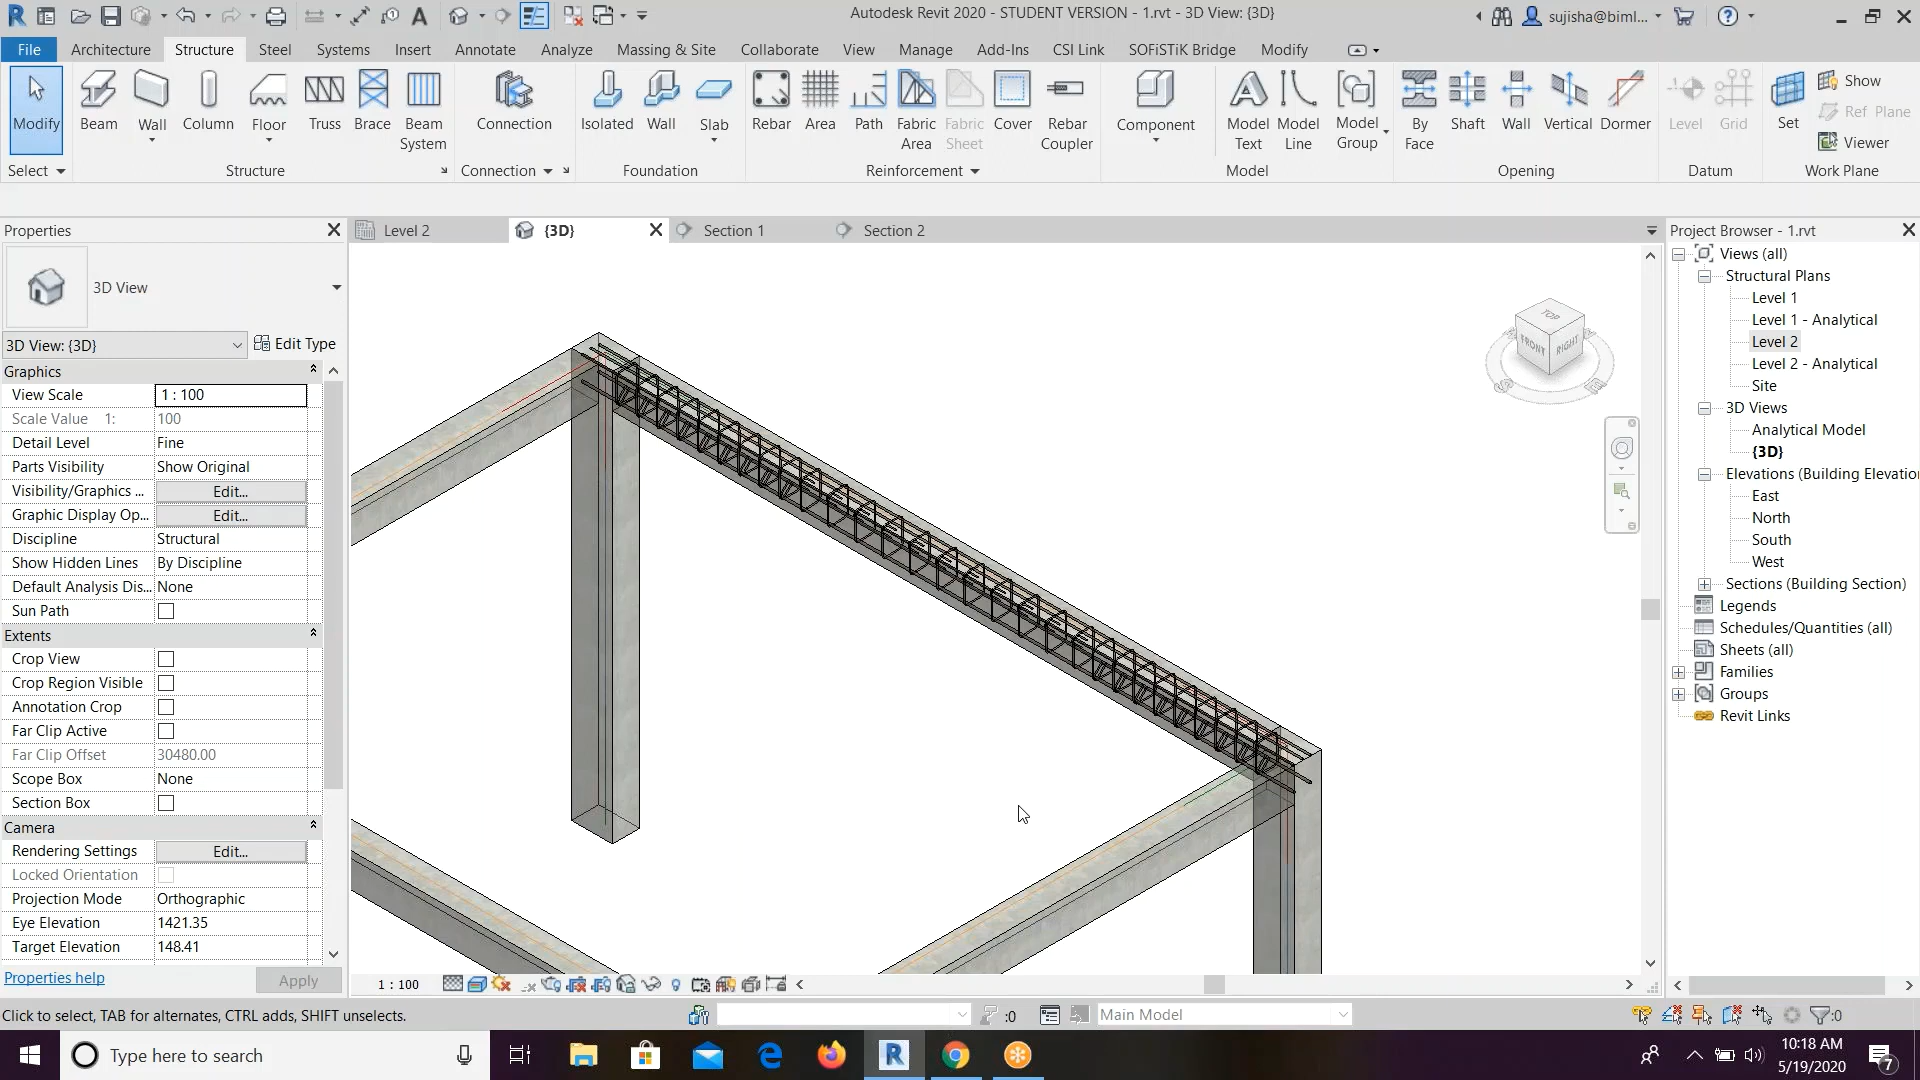 Autodesk Revit 2020 - STUDENT VERSION - 1.rvt - 3D View: {3D}
sujisha@biml...
File Architecture Structure Steel Systems Insert Annotate Analyze Massing & Site Collaborate View Manage Add-Ins CSI Link SOFiSTiK Bridge Modify
Modify Beam Wall Column Floor Truss Brace Beam System Connection Isolated Wall Slab Rebar Area Path Fabric Area Fabric Sheet Cover Rebar Coupler Component Model Text Model Line Model Group By Face Shaft Wall Vertical Dormer Level Grid Set
Show
Ref Plane
Viewer
Select Structure Connection Foundation Reinforcement Model Opening Datum Work Plane
Properties
Level 2 {3D} Section 1 Section 2
Project Browser - 1.rvt
3D View
3D View: {3D} Edit Type
Graphics
View Scale 1 : 100
Scale Value 1: 100
Detail Level Fine
Parts Visibility Show Original
Visibility/Graphics ... Edit...
Graphic Display Op... Edit...
Discipline Structural
Show Hidden Lines By Discipline
Default Analysis Dis... None
Sun Path
Extents
Crop View
Crop Region Visible
Annotation Crop
Far Clip Active
Far Clip Offset 30480.00
Scope Box None
Section Box
Camera
Rendering Settings Edit...
Locked Orientation
Projection Mode Orthographic
Eye Elevation 1421.35
Target Elevation 148.41
Properties help Apply
TOP
FRONT RIGHT
Views (all)
Structural Plans
Level 1
Level 1 - Analytical
Level 2
Level 2 - Analytical
Site
3D Views
Analytical Model
{3D}
Elevations (Building Elevatio
East
North
South
West
Sections (Building Section)
Legends
Schedules/Quantities (all)
Sheets (all)
Families
Groups
Revit Links
1 : 100
Click to select, TAB for alternates, CTRL adds, SHIFT unselects.
:0
Main Model
:0
Type here to search
10:18 AM
5/19/2020
7